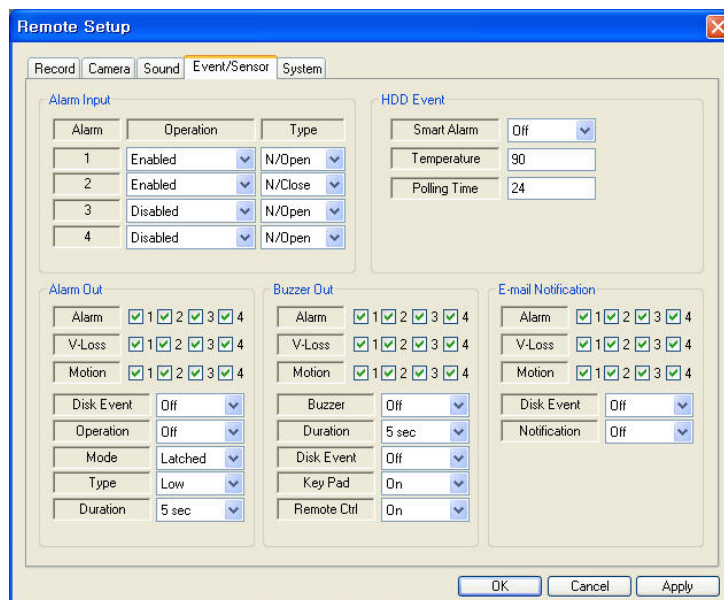 Remote Setup
Record Camera Sound Event/Sensor System
Alarm Input
Alarm Operation Type
1 Enabled N/Open
2 Enabled N/Close
3 Disabled N/Open
4 Disabled N/Open
HDD Event
Smart Alarm Off
Temperature 90
Polling Time 24
Alarm Out
Alarm 1 2 3 4
V-Loss 1 2 3 4
Motion 1 2 3 4
Disk Event Off
Operation Off
Mode Latched
Type Low
Duration 5 sec
Buzzer Out
Alarm 1 2 3 4
V-Loss 1 2 3 4
Motion 1 2 3 4
Buzzer Off
Duration 5 sec
Disk Event Off
Key Pad On
Remote Ctrl On
E-mail Notification
Alarm 1 2 3 4
V-Loss 1 2 3 4
Motion 1 2 3 4
Disk Event Off
Notification Off
OK Cancel Apply